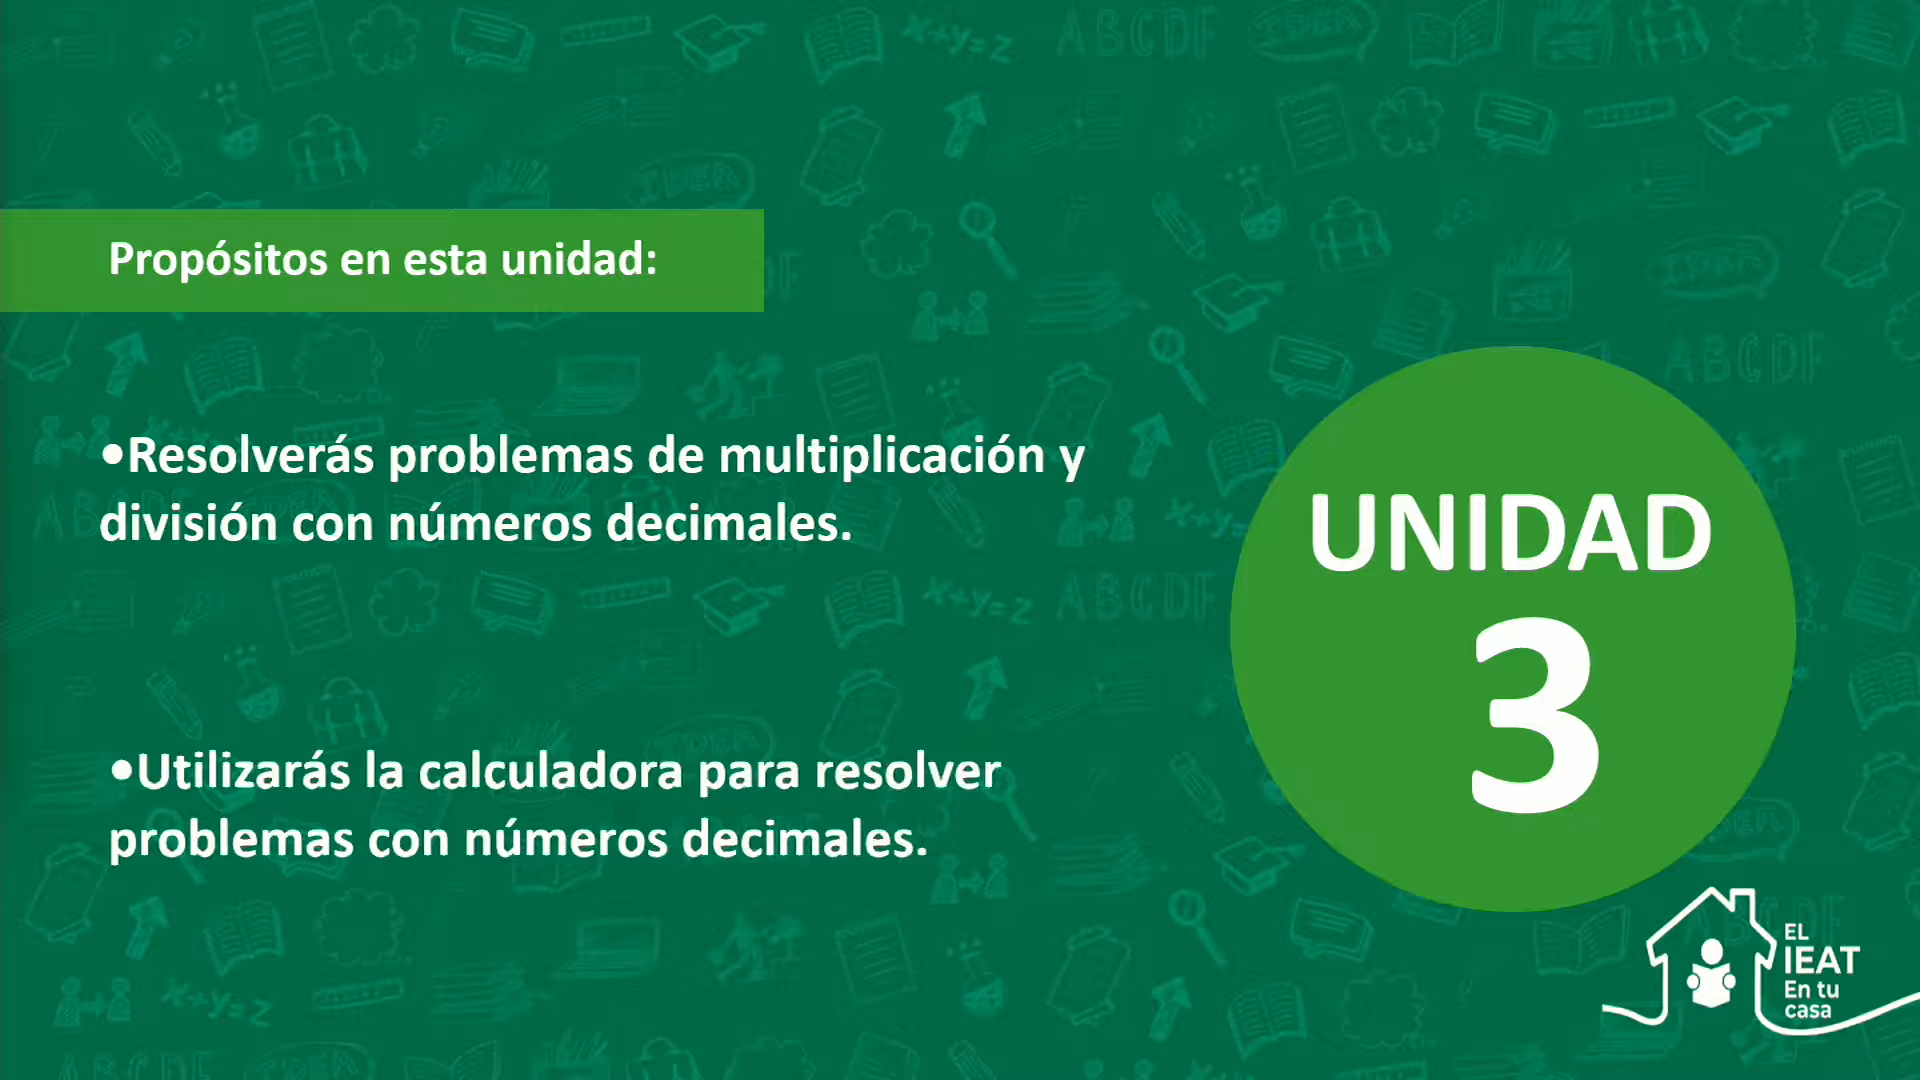 Propósitos en esta unidad:
•Resolverás problemas de multiplicación y
división con números decimales.
•Utilizarás la calculadora para resolver
problemas con números decimales.
UNIDAD
3
EL
IEAT
En tu
casa